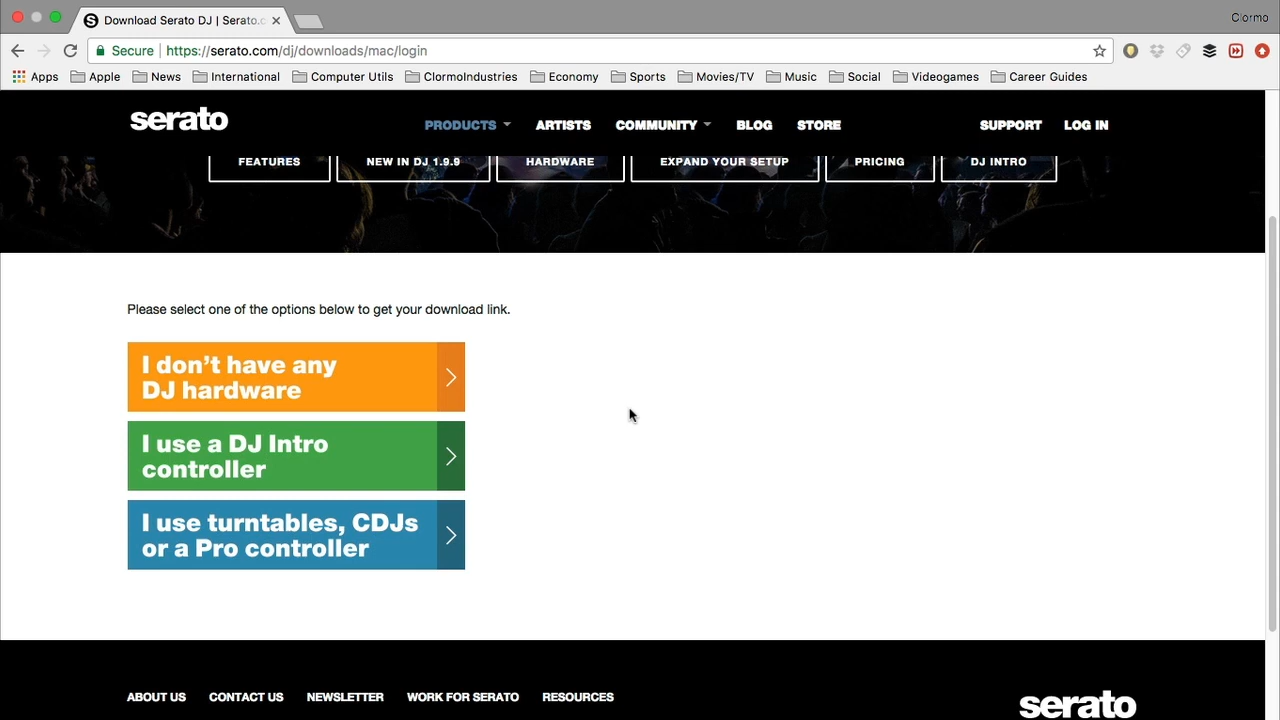 Download Serato DJ | Serato.c
Clormo
Secure https://serato.com/dj/downloads/mac/login
Apps Apple News International Computer Utils ClormoIndustries Economy Sports Movies/TV Music Social Videogames Career Guides
serato PRODUCTS ARTISTS COMMUNITY BLOG STORE SUPPORT LOG IN
FEATURES NEW IN DJ 1.9.9 HARDWARE EXPAND YOUR SETUP PRICING DJ INTRO
Please select one of the options below to get your download link.
I don't have any
DJ hardware
I use a DJ Intro
controller
I use turntables, CDJs
or a Pro controller
ABOUT US CONTACT US NEWSLETTER WORK FOR SERATO RESOURCES
serato